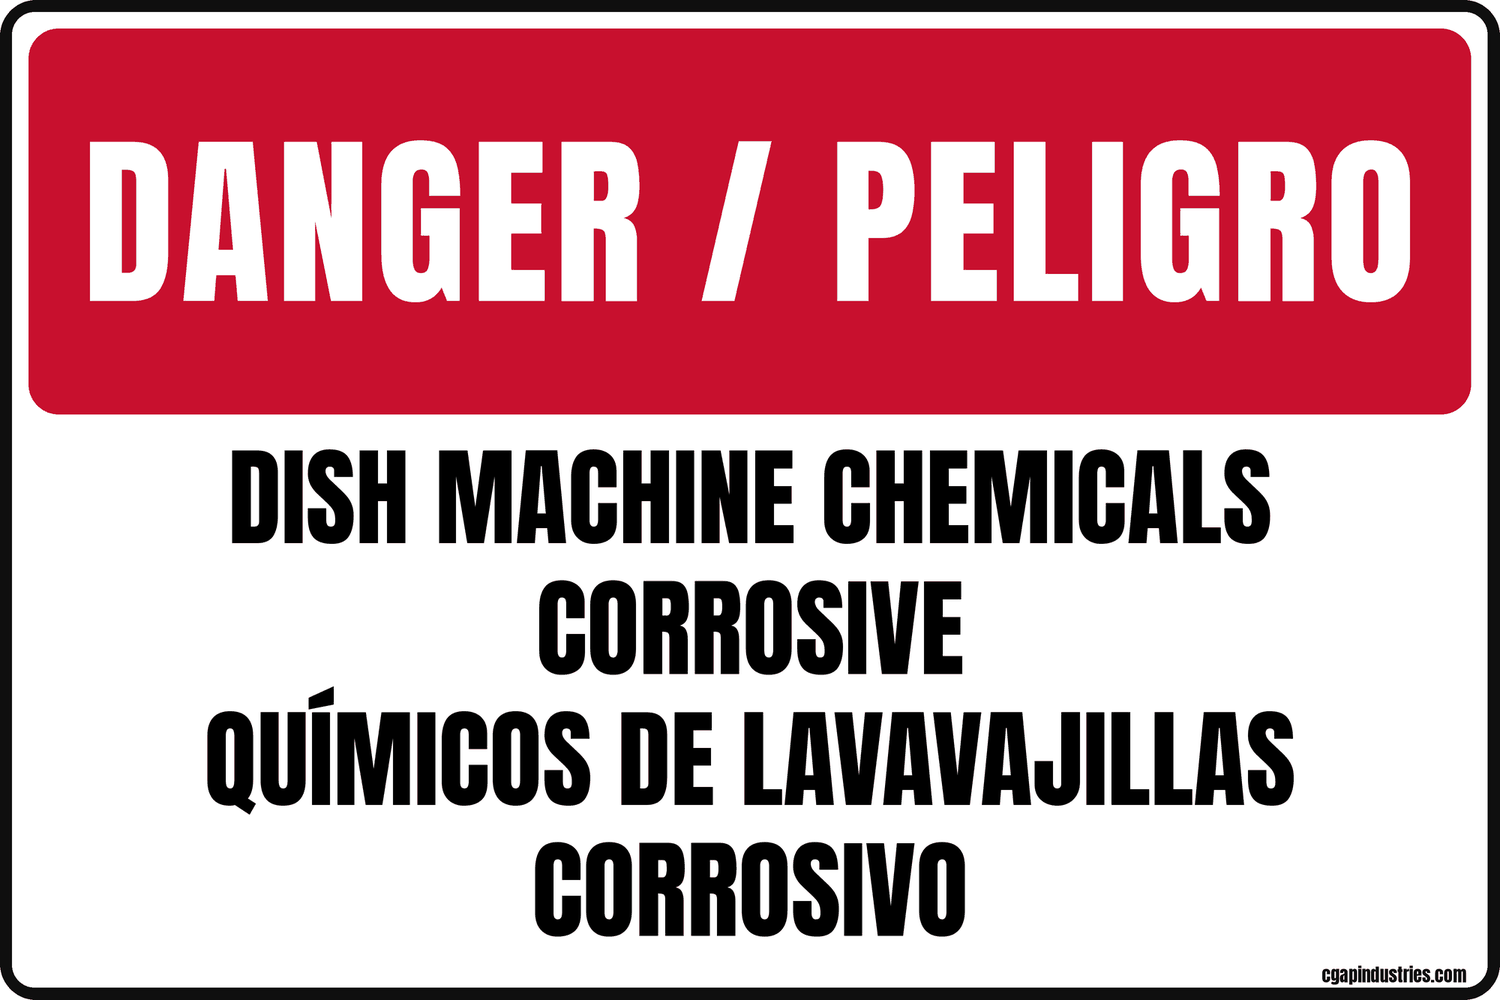 DANGER / PELIGRO
DISH MACHINE CHEMICALS
CORROSIVE
QUÍMICOS DE LAVAVAJILLAS
CORROSIVO
cgapindustries.com